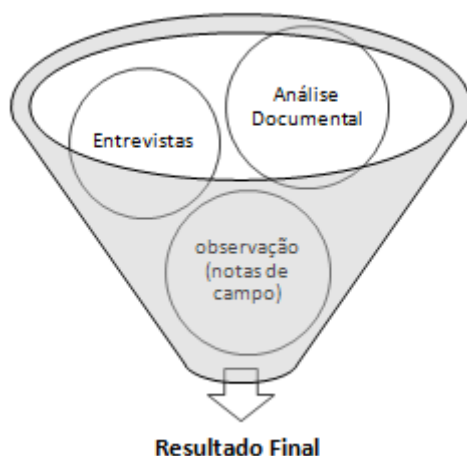 Análise
Documental
Entrevistas
observação
(notas de
campo)
Resultado Final